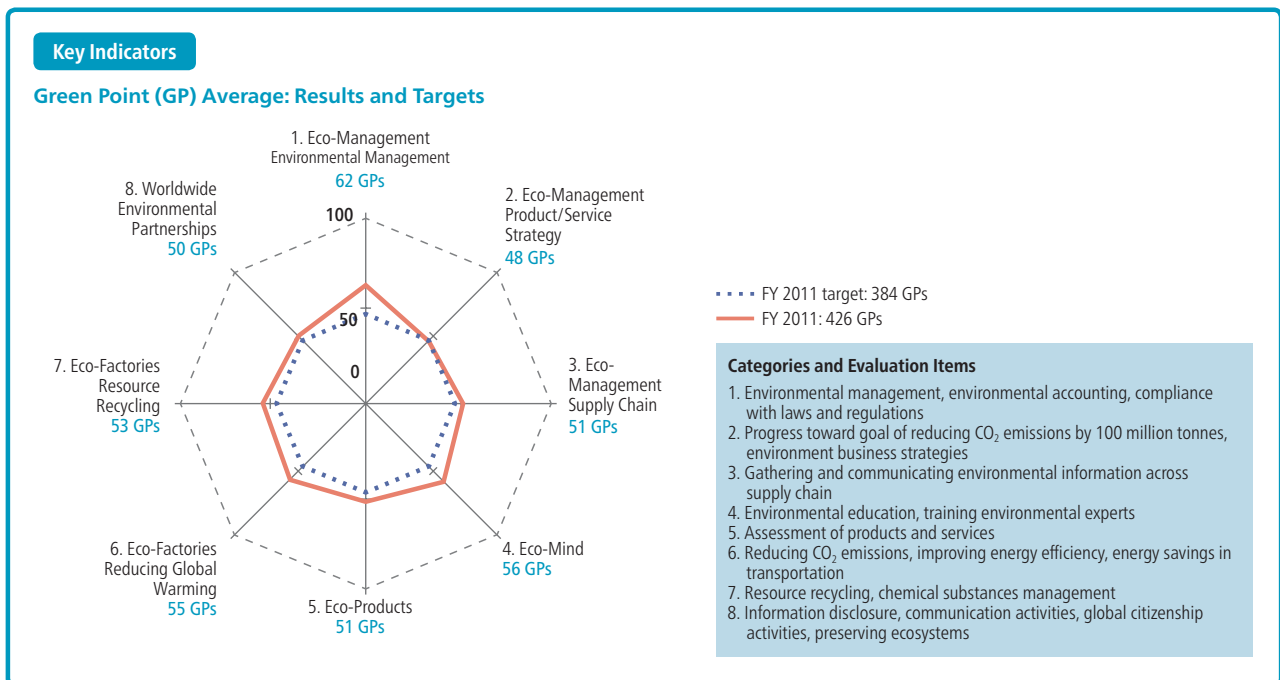 Key Indicators
Green Point (GP) Average: Results and Targets
1. Eco-Management
Environmental Management
62 GPs
2. Eco-Management
Product/Service
Strategy
48 GPs
3. Eco-
Management
Supply Chain
51 GPs
4. Eco-Mind
56 GPs
5. Eco-Products
51 GPs
6. Eco-Factories
Reducing Global
Warming
55 GPs
7. Eco-Factories
Resource
Recycling
53 GPs
8. Worldwide
Environmental
Partnerships
50 GPs
100
50
0
FY 2011 target: 384 GPs
FY 2011: 426 GPs
Categories and Evaluation Items
1. Environmental management, environmental accounting, compliance
with laws and regulations
2. Progress toward goal of reducing CO₂ emissions by 100 million tonnes,
environment business strategies
3. Gathering and communicating environmental information across
supply chain
4. Environmental education, training environmental experts
5. Assessment of products and services
6. Reducing CO₂ emissions, improving energy efficiency, energy savings in
transportation
7. Resource recycling, chemical substances management
8. Information disclosure, communication activities, global citizenship
activities, preserving ecosystems